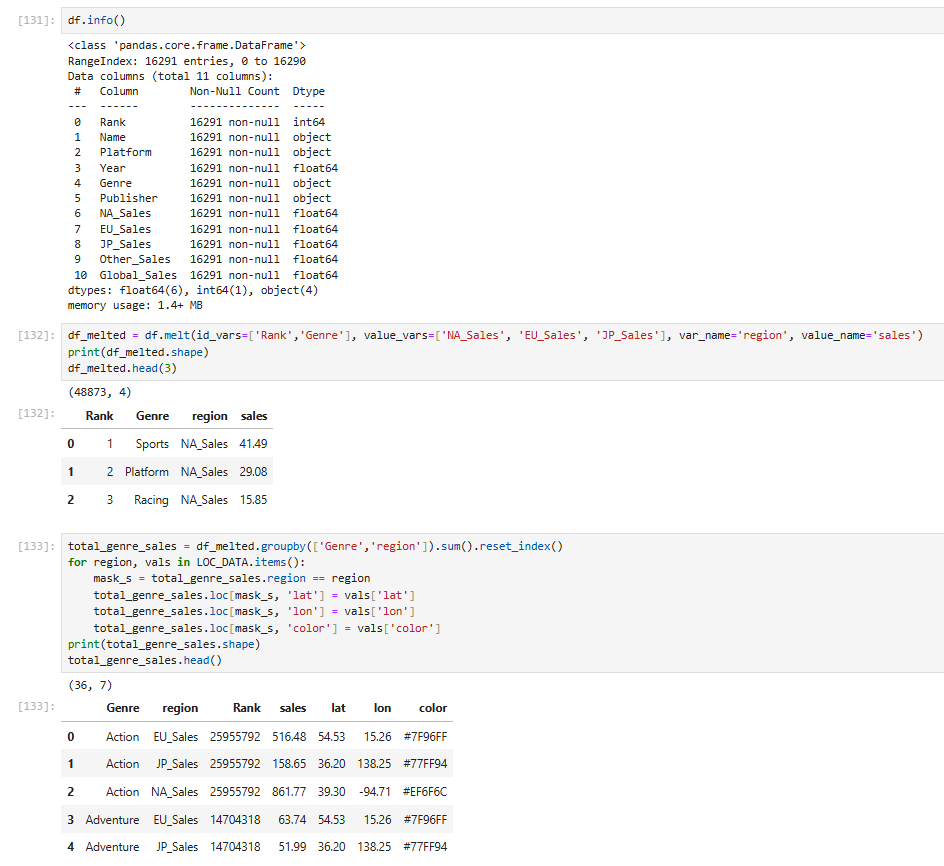 [131]: df.info()
<class 'pandas.core.frame.DataFrame'>
RangeIndex: 16291 entries, 0 to 16290
Data columns (total 11 columns):
 #   Column        Non-Null Count  Dtype
---  ------        --------------  -----
 0   Rank          16291 non-null  int64
 1   Name          16291 non-null  object
 2   Platform      16291 non-null  object
 3   Year          16291 non-null  float64
 4   Genre         16291 non-null  object
 5   Publisher     16291 non-null  object
 6   NA_Sales      16291 non-null  float64
 7   EU_Sales      16291 non-null  float64
 8   JP_Sales      16291 non-null  float64
 9   Other_Sales   16291 non-null  float64
 10  Global_Sales  16291 non-null  float64
dtypes: float64(6), int64(1), object(4)
memory usage: 1.4+ MB
[132]: df_melted = df.melt(id_vars=['Rank','Genre'], value_vars=['NA_Sales', 'EU_Sales', 'JP_Sales'], var_name='region', value_name='sales')
print(df_melted.shape)
df_melted.head(3)
(48873, 4)
[132]: Rank Genre region sales
0 1 Sports NA_Sales 41.49
1 2 Platform NA_Sales 29.08
2 3 Racing NA_Sales 15.85
[133]: total_genre_sales = df_melted.groupby(['Genre','region']).sum().reset_index()
for region, vals in LOC_DATA.items():
    mask_s = total_genre_sales.region == region
    total_genre_sales.loc[mask_s, 'lat'] = vals['lat']
    total_genre_sales.loc[mask_s, 'lon'] = vals['lon']
    total_genre_sales.loc[mask_s, 'color'] = vals['color']
print(total_genre_sales.shape)
total_genre_sales.head()
(36, 7)
[133]: Genre region Rank sales lat lon color
0 Action EU_Sales 25955792 516.48 54.53 15.26 #7F96FF
1 Action JP_Sales 25955792 158.65 36.20 138.25 #77FF94
2 Action NA_Sales 25955792 861.77 39.30 -94.71 #EF6F6C
3 Adventure EU_Sales 14704318 63.74 54.53 15.26 #7F96FF
4 Adventure JP_Sales 14704318 51.99 36.20 138.25 #77FF94